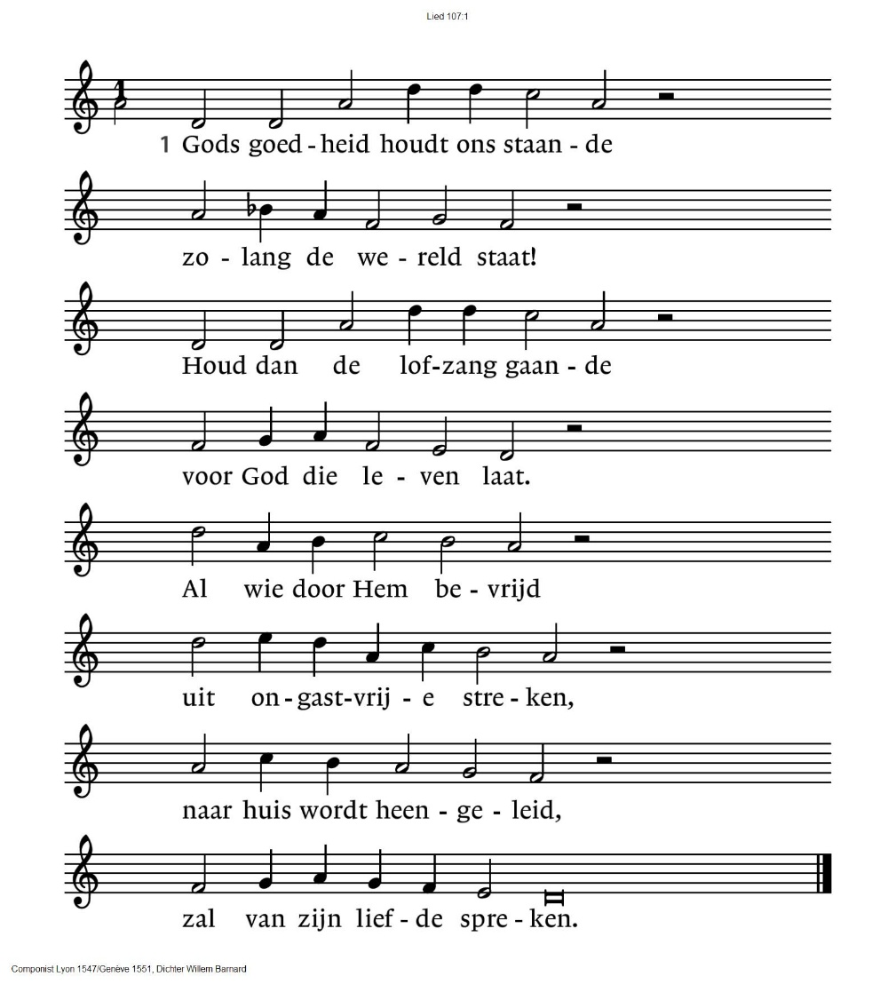 Lied 107:1
1 Gods goed - heid houdt ons staan - de
zo - lang de we - reld staat!
Houd dan de lof-zang gaan - de
voor God die le - ven laat.
Al wie door Hem be - vrijd
uit on - gast-vrij - e stre - ken,
naar huis wordt heen - ge - leid,
zal van zijn lief - de spre - ken.
Componist Lyon 1547/Genève 1551, Dichter Willem Barnard